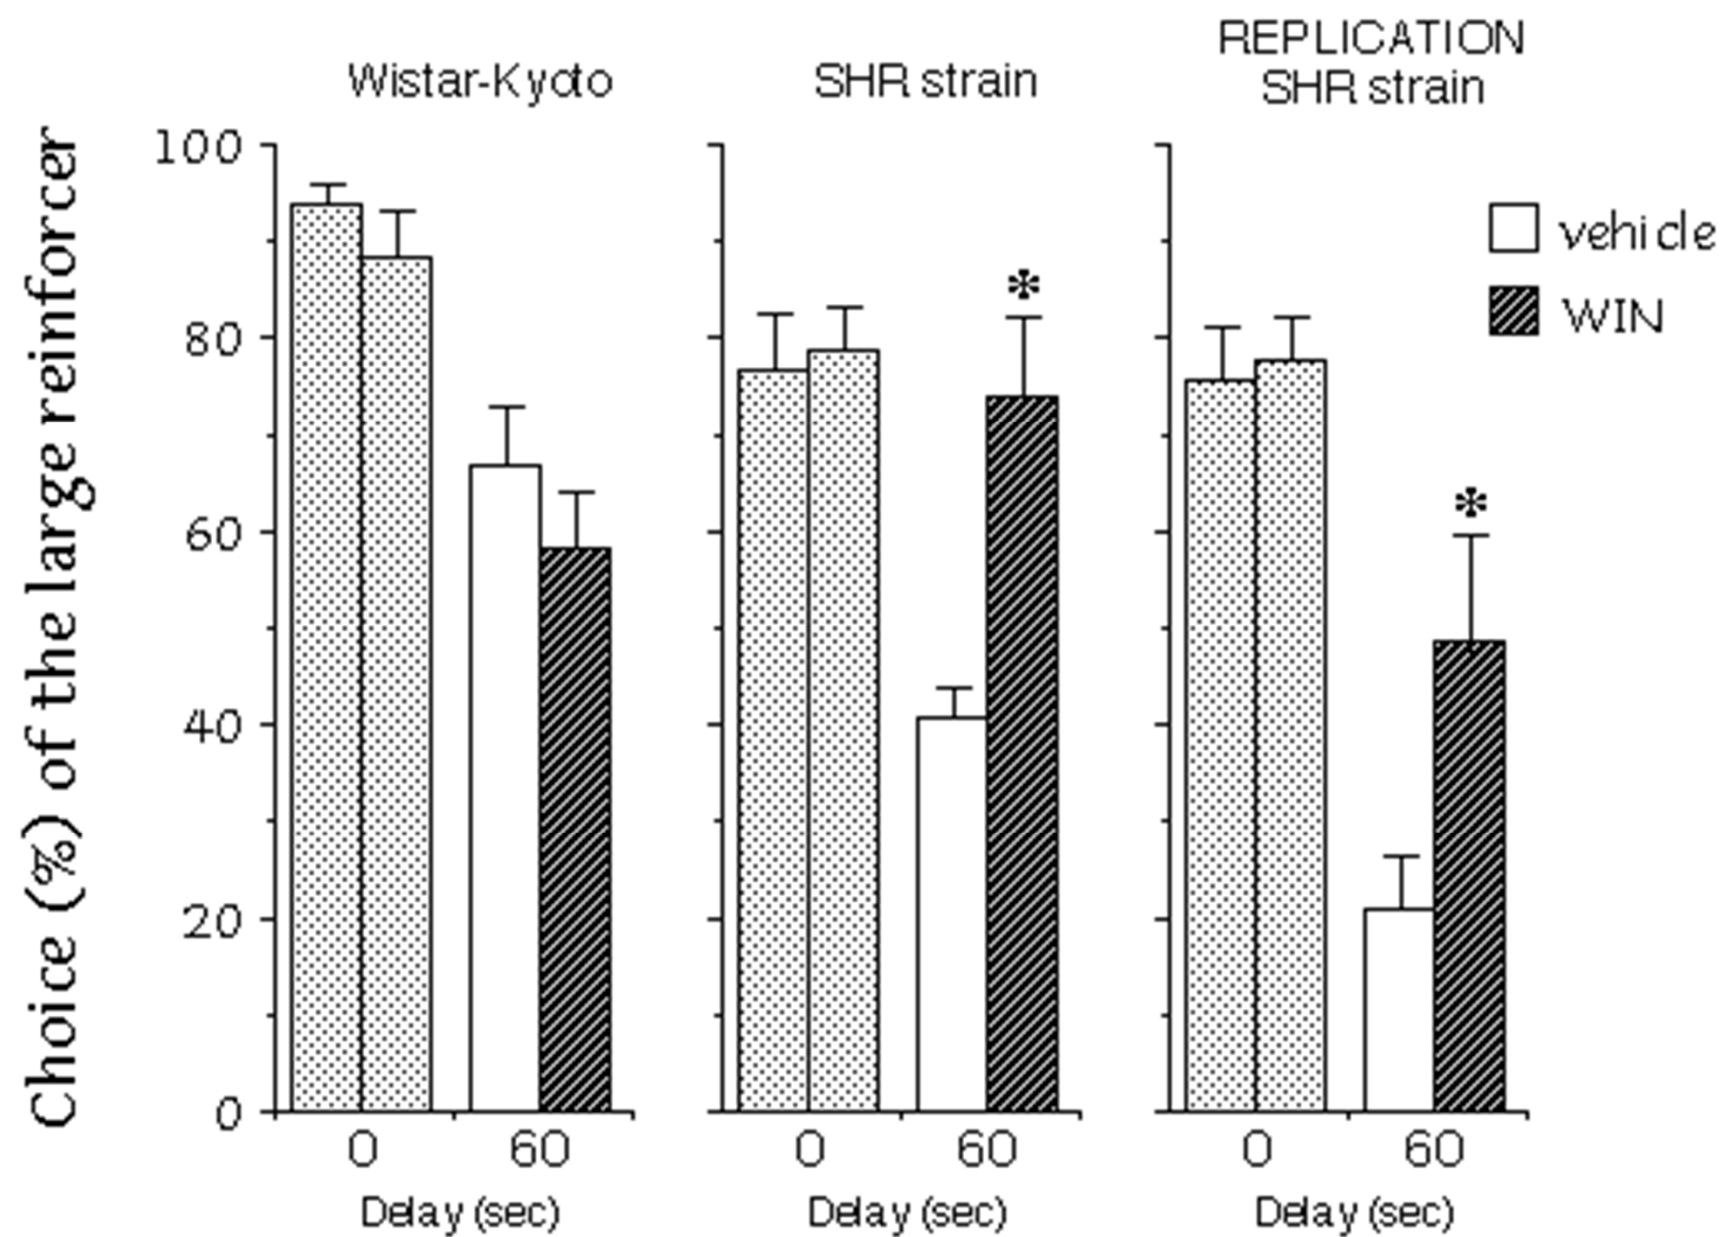 REPLICATION
Wistar-Kyoto SHR strain SHR strain
Choice (%) of the large reinforcer
100
80
60
40
20
0
* *
vehicle
WIN
0 60 0 60 0 60
Delay (sec) Delay (sec) Delay (sec)